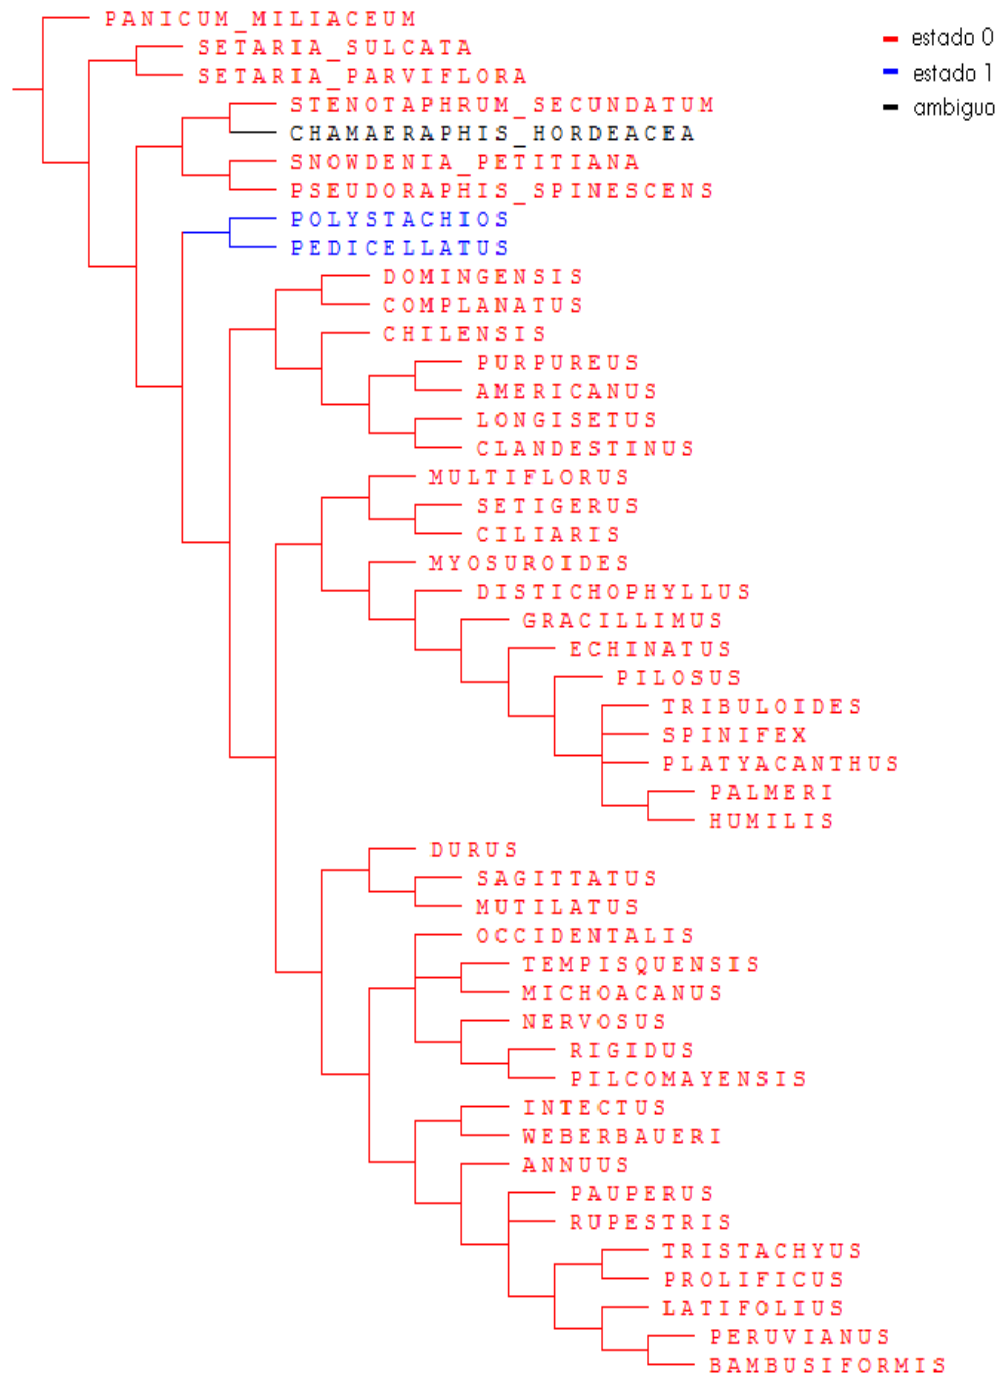 PANICUM_MILIACEUM
SETARIA_SULCATA
SETARIA_PARVIFLORA
STENOTAPHRUM_SECUNDATUM
CHAMAERAPHIS_HORDEACEA
SNOWDENIA_PETITIANA
PSEUDORAPHIS_SPINESCENS
POLYSTACHIOS
PEDICELLATUS
DOMINGENSIS
COMPLANATUS
CHILENSIS
PURPUREUS
AMERICANUS
LONGISETUS
CLANDESTINUS
MULTIFLORUS
SETIGERUS
CILIARIS
MYOSUROIDES
DISTICHOPHYLLUS
GRACILLIMUS
ECHINATUS
PILOSUS
TRIBULOIDES
SPINIFEX
PLATYACANTHUS
PALMERI
HUMILIS
DURUS
SAGITTATUS
MUTILATUS
OCCIDENTALIS
TEMPISQUENSIS
MICHOACANUS
NERVOSUS
RIGIDUS
PILCOMAYENSIS
INTECTUS
WEBERBAUERI
ANNUUS
PAUPERUS
RUPESTRIS
TRISTACHYUS
PROLIFICUS
LATIFOLIUS
PERUVIANUS
BAMBUSIFORMIS
estado 0
estado 1
ambiguo